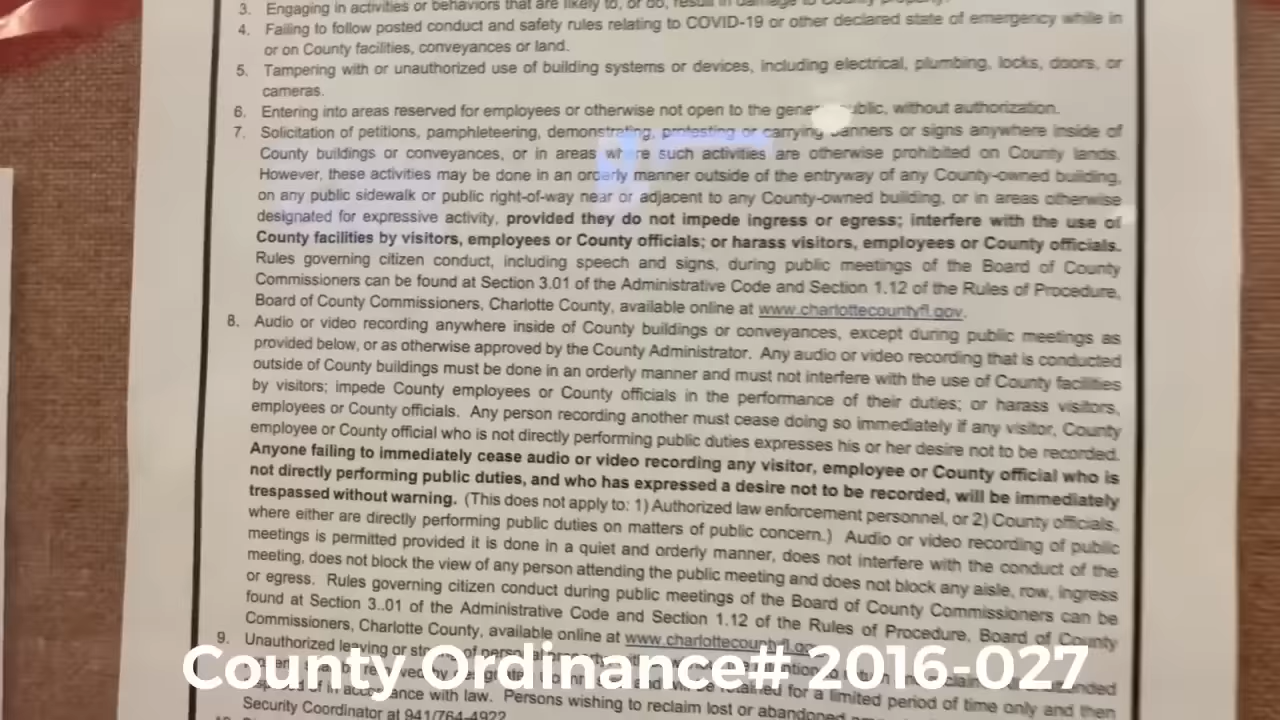 3. Engaging in activities or behaviors that are likely to, or do, result in damage to County property.
4. Failing to follow posted conduct and safety rules relating to COVID-19 or other declared state of emergency while in
or on County facilities, conveyances or land.
5. Tampering with or unauthorized use of building systems or devices, including electrical, plumbing, locks, doors, or
cameras.
6. Entering into areas reserved for employees or otherwise not open to the general public, without authorization.
7. Solicitation of petitions, pamphleteering, demonstrating, protesting or carrying banners or signs anywhere inside of
County buildings or conveyances, or in areas where such activities are otherwise prohibited on County lands.
However, these activities may be done in an orderly manner outside of the entryway of any County-owned building,
on any public sidewalk or public right-of-way near or adjacent to any County-owned building, or in areas otherwise
designated for expressive activity, provided they do not impede ingress or egress; interfere with the use of
County facilities by visitors, employees or County officials; or harass visitors, employees or County officials.
Rules governing citizen conduct, including speech and signs, during public meetings of the Board of County
Commissioners can be found at Section 3.01 of the Administrative Code and Section 1.12 of the Rules of Procedure,
Board of County Commissioners, Charlotte County, available online at www.charlottecountyfl.gov.
8. Audio or video recording anywhere inside of County buildings or conveyances, except during public meetings as
provided below, or as otherwise approved by the County Administrator. Any audio or video recording that is conducted
outside of County buildings must be done in an orderly manner and must not interfere with the use of County facilities
by visitors; impede County employees or County officials in the performance of their duties; or harass visitors,
employees or County officials. Any person recording another must cease doing so immediately if any visitor, County
employee or County official who is not directly performing public duties expresses his or her desire not to be recorded.
Anyone failing to immediately cease audio or video recording any visitor, employee or County official who is
not directly performing public duties, and who has expressed a desire not to be recorded, will be immediately
trespassed without warning. (This does not apply to: 1) Authorized law enforcement personnel, or 2) County officials.
where either are directly performing public duties on matters of public concern.) Audio or video recording of public
meetings is permitted provided it is done in a quiet and orderly manner, does not interfere with the conduct of the
meeting, does not block the view of any person attending the public meeting and does not block any aisle, row, ingress
or egress. Rules governing citizen conduct during public meetings of the Board of County Commissioners can be
found at Section 3..01 of the Administrative Code and Section 1.12 of the Rules of Procedure, Board of County
Commissioners, Charlotte County, available online at www.charlottecountyfl.go
9. Unauthorized leaving or storing of personal property
County Ordinance# 2016-027
in accordance with law. Persons wishing to reclaim lost or abandoned
Security Coordinator at 941/764-4922